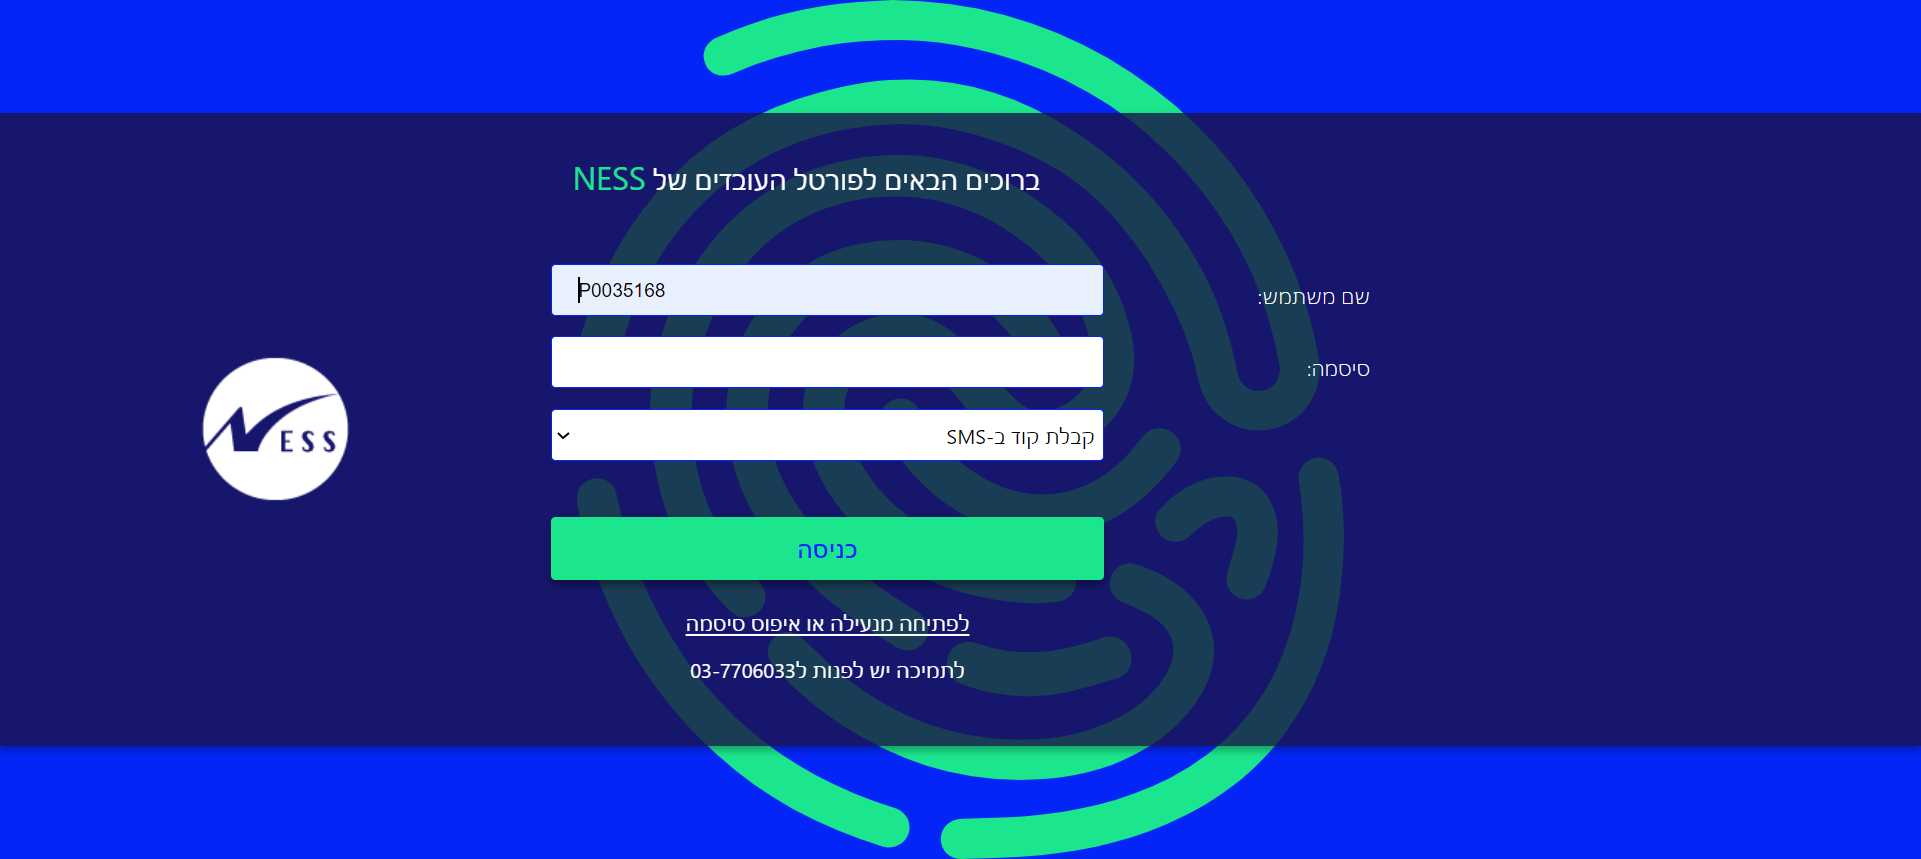 ברוכים הבאים לפורטל העובדים של NESS
שם משתמש:
P0035168
סיסמה:
קבלת קוד ב-SMS
NESS
כניסה
לפתיחה מנעילה או איפוס סיסמה
לתמיכה יש לפנות ל03-7706033